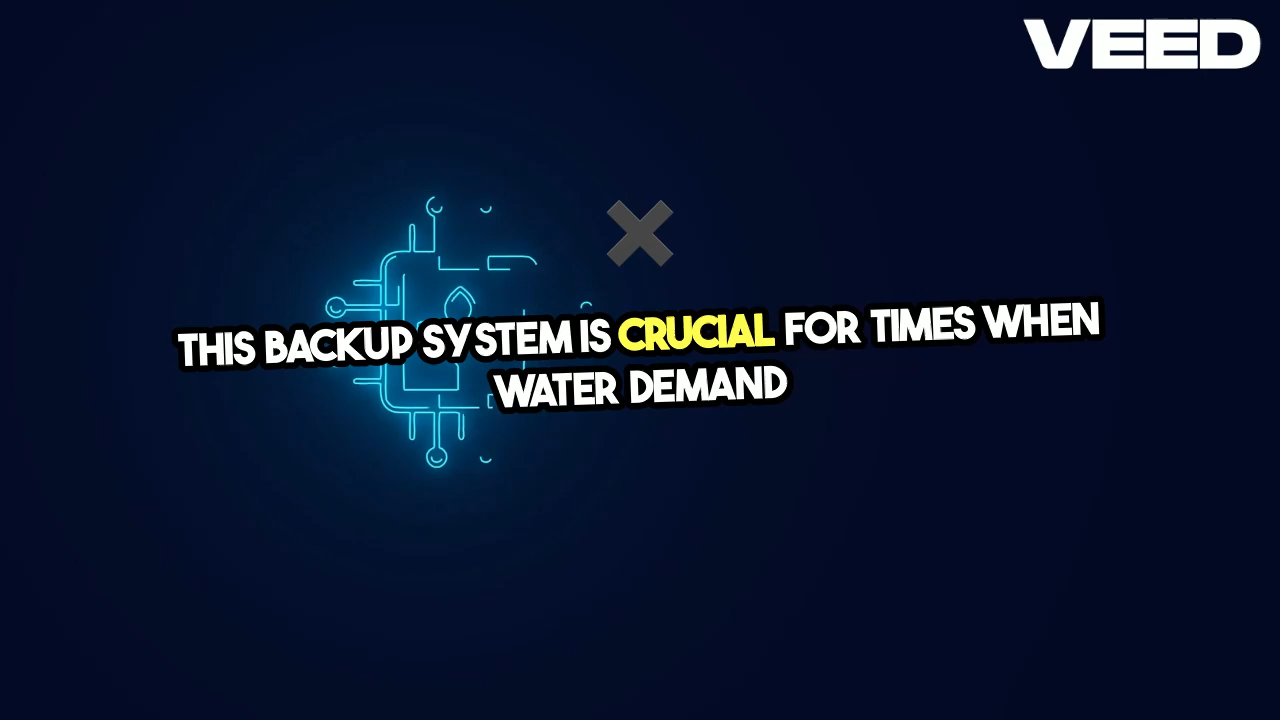 VEED
THIS BACKUP SYSTEM IS CRUCIAL FOR TIMES WHEN
WATER DEMAND